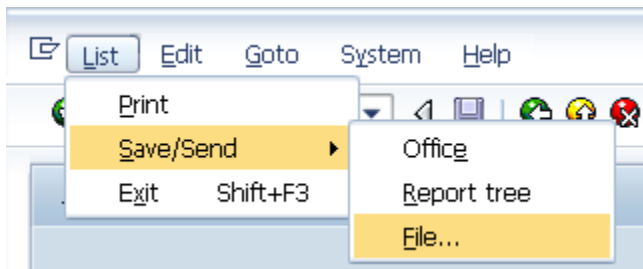 List Edit Goto System Help
Print
Save/Send Office
Exit Shift+F3 Report tree
File...